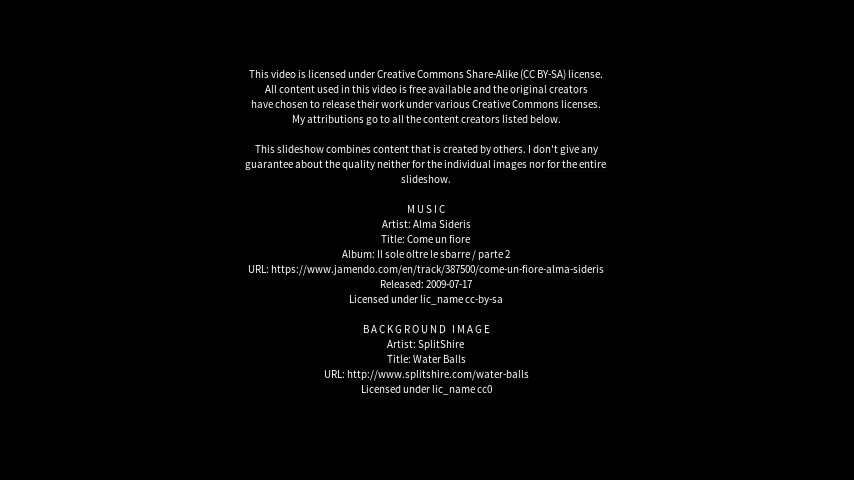 This video is licensed under Creative Commons Share-Alike (CC BY-SA) license.
All content used in this video is free available and the original creators
have chosen to release their work under various Creative Commons licenses.
My attributions go to all the content creators listed below.
This slideshow combines content that is created by others. I don't give any
guarantee about the quality neither for the individual images nor for the entire
slideshow.
MUSIC
Artist: Alma Sideris
Title: Come un fiore
Album: Il sole oltre le sbarre / parte 2
URL: https://www.jamendo.com/en/track/387500/come-un-fiore-alma-sideris
Released: 2009-07-17
Licensed under lic_name cc-by-sa
BACKGROUND IMAGE
Artist: SplitShire
Title: Water Balls
URL: http://www.splitshire.com/water-balls
Licensed under lic_name cc0